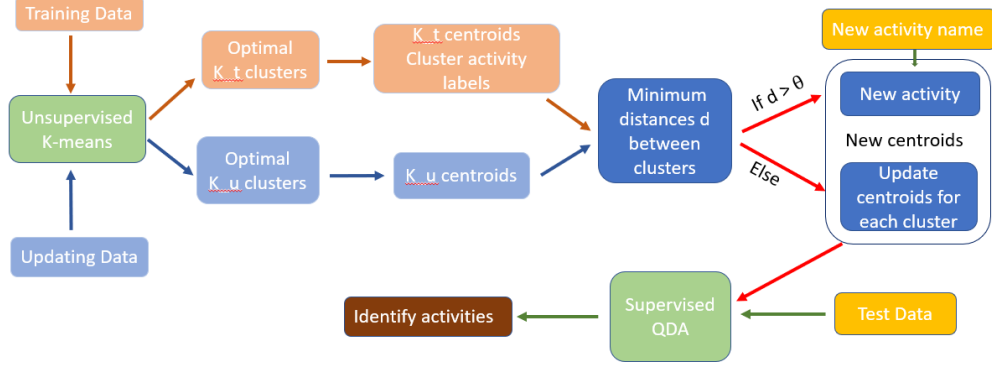 Training Data
Unsupervised
K-means
Updating Data
Optimal
K_t clusters
Optimal
K_u clusters
K_t centroids
Cluster activity
labels
K_u centroids
Minimum
distances d
between
clusters
If d > θ
Else
New activity name
New activity
New centroids
Update
centroids for
each cluster
Supervised
QDA
Test Data
Identify activities